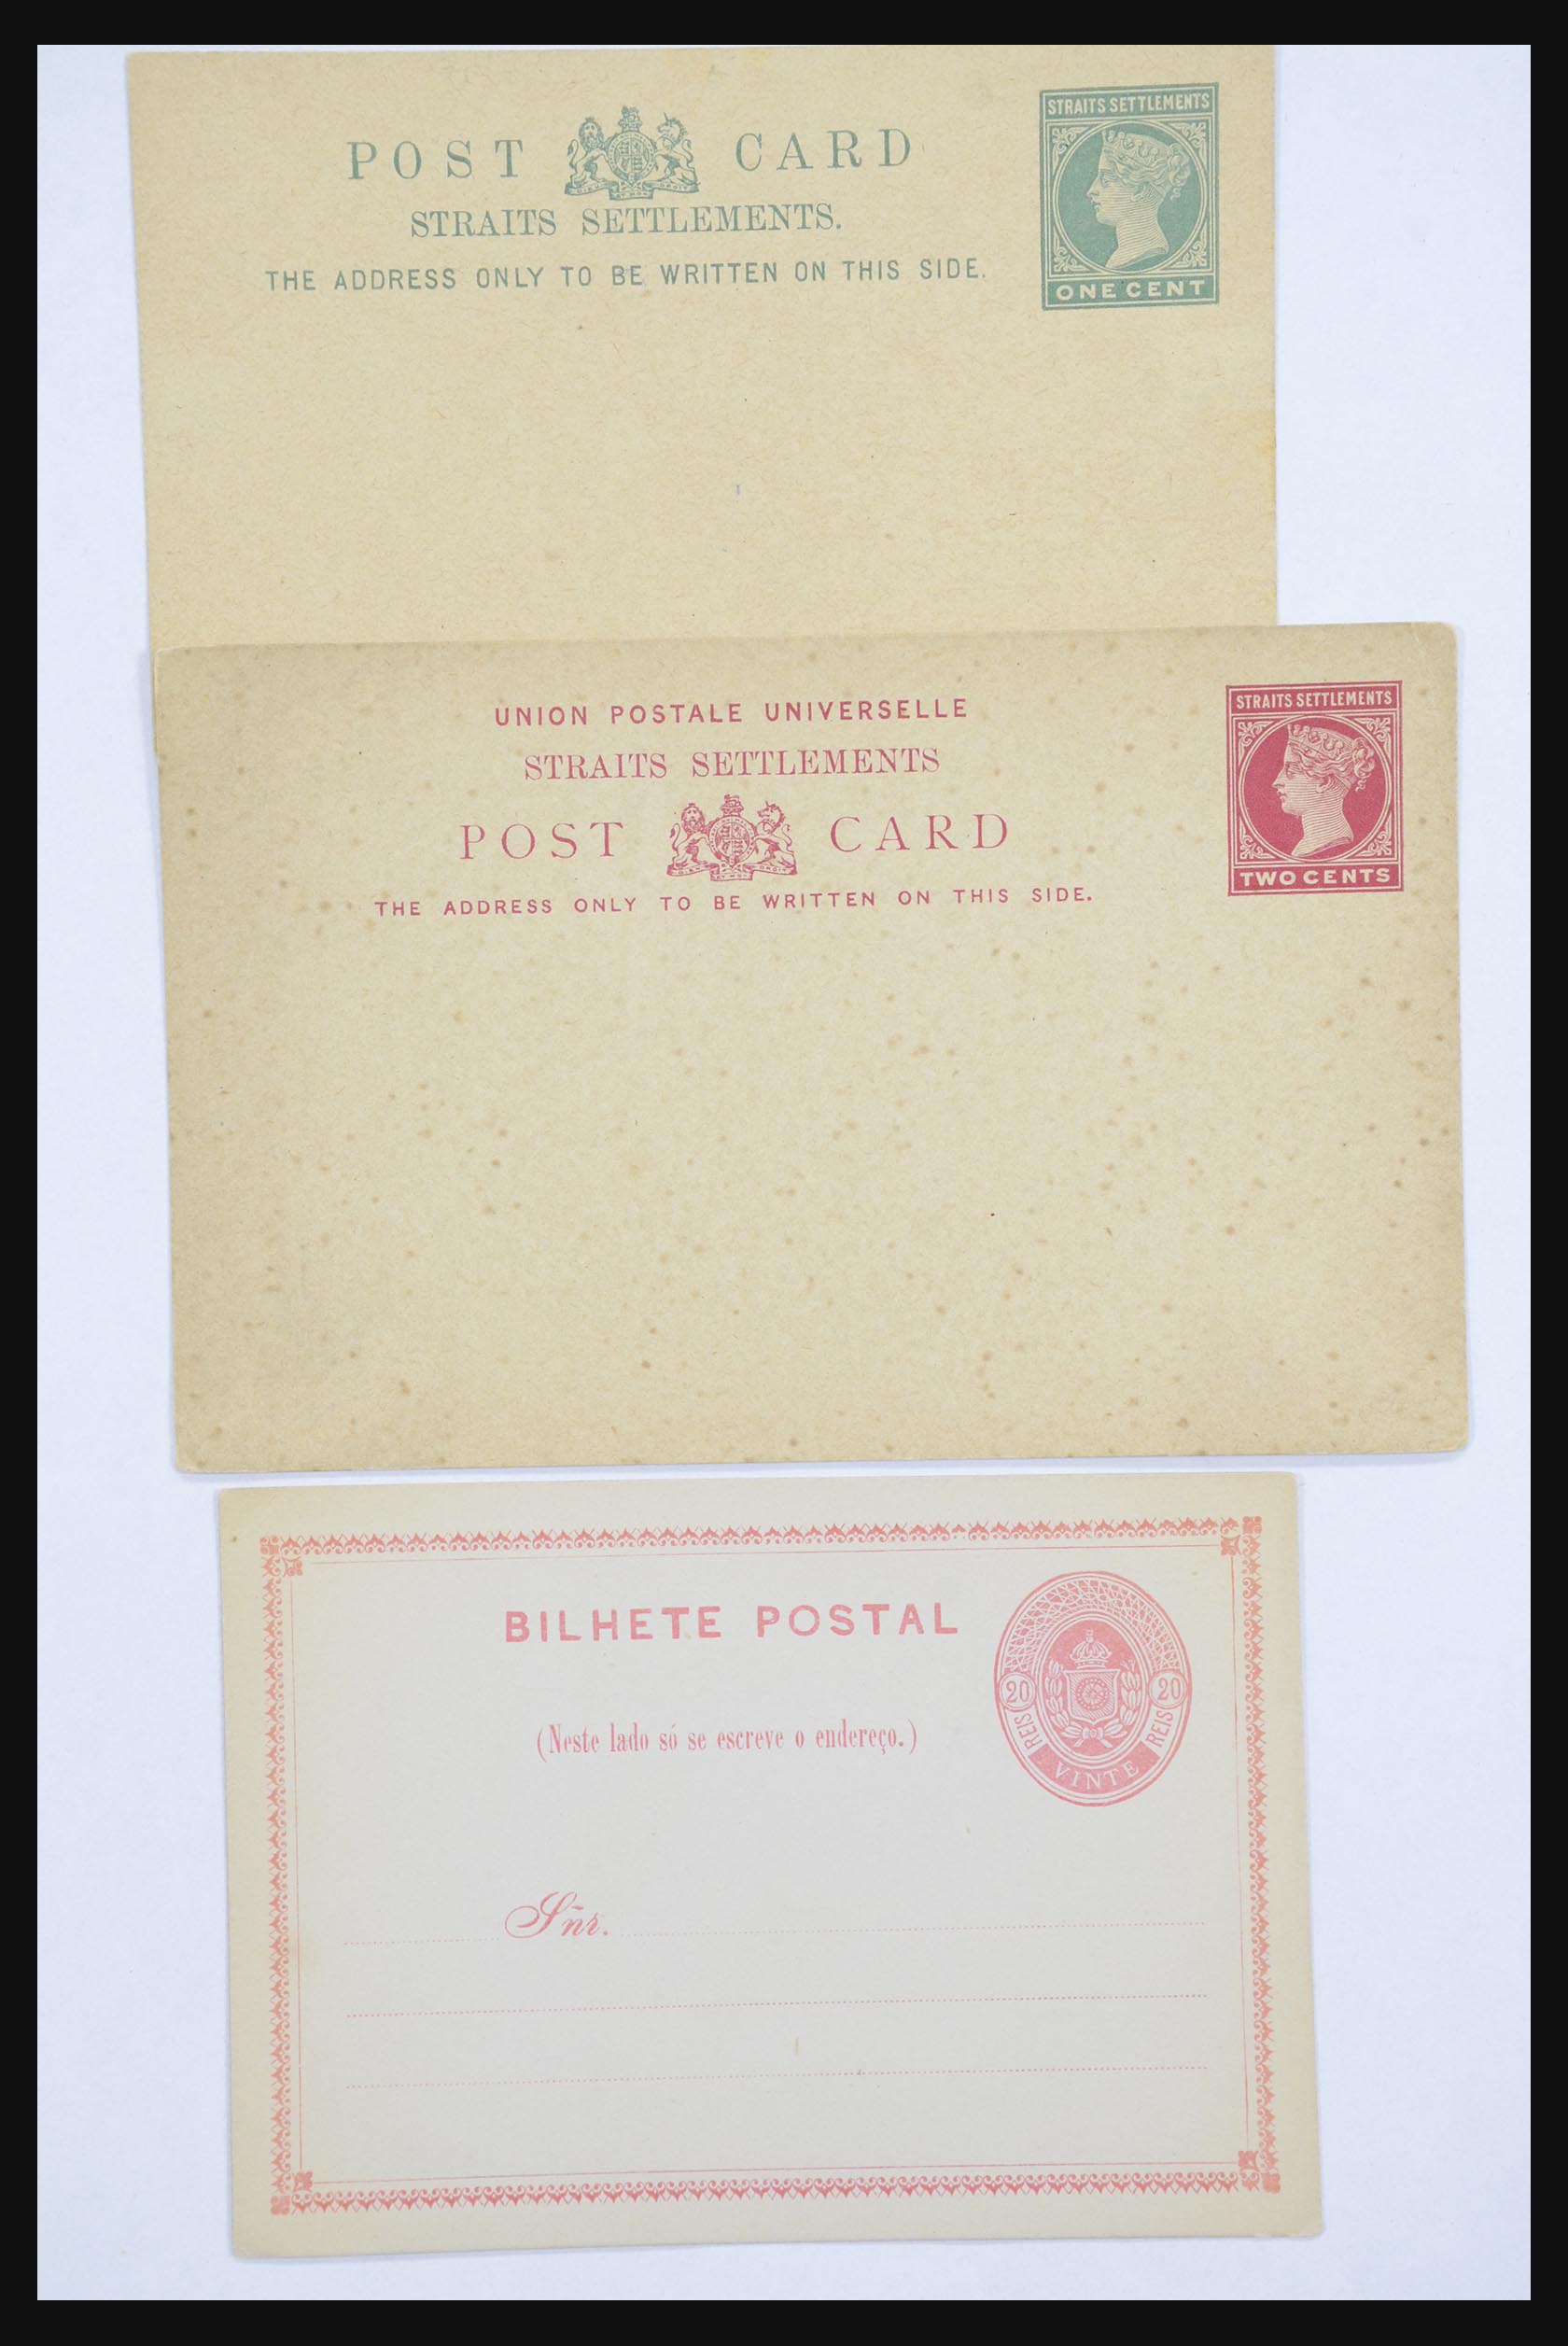 STRAITS SETTLEMENTS
POST CARD
STRAITS SETTLEMENTS.
THE ADDRESS ONLY TO BE WRITTEN ON THIS SIDE.
ONE CENT
UNION POSTALE UNIVERSELLE
STRAITS SETTLEMENTS
STRAITS SETTLEMENTS
POST CARD
TWO CENTS
THE ADDRESS ONLY TO BE WRITTEN ON THIS SIDE.
BILHETE POSTAL
20 20
REIS REIS
VINTE
(Neste lado só se escreve o endereço.)
Sñr.